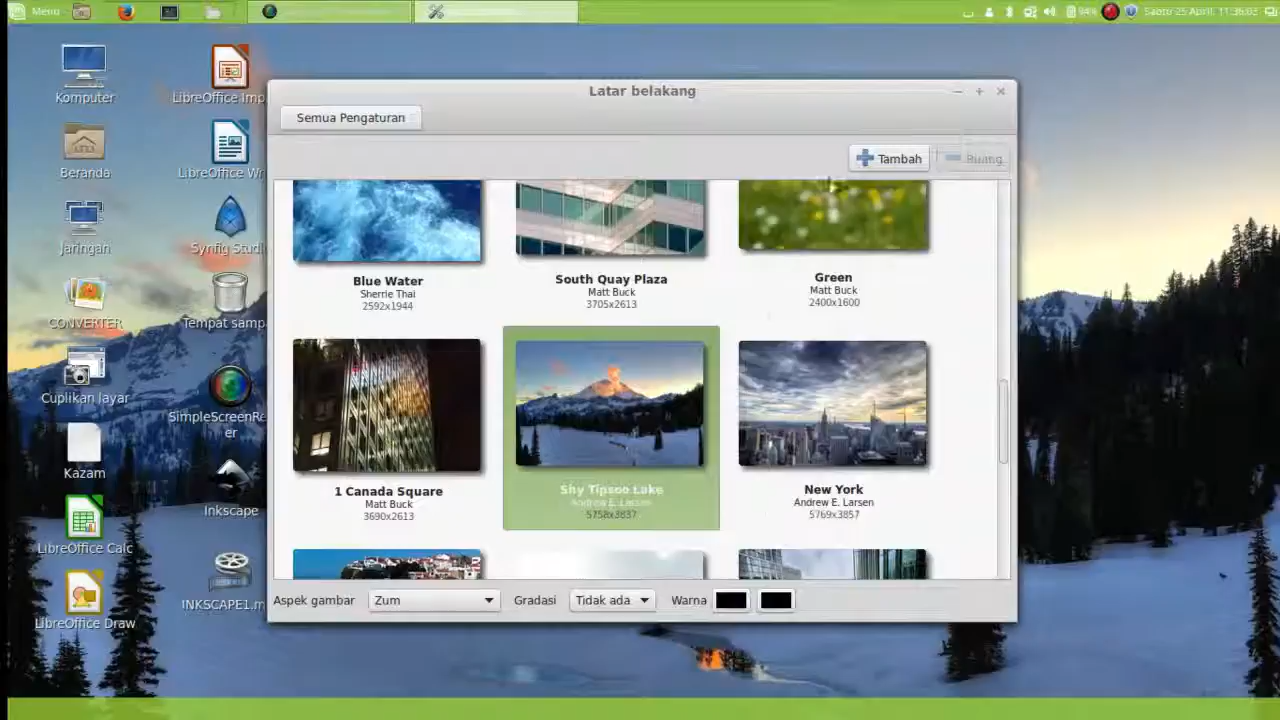 Menu
94%
Sabtu 25 April, 11:36:03
Komputer
LibreOffice Imp
Beranda
LibreOffice Wr
Jaringan
Synfig Studi
CONVERTER
Tempat samp
Cuplikan layar
SimpleScreenRe
er
Kazam
Inkscape
LibreOffice Calc
INKSCAPE1.m
LibreOffice Draw
Latar belakang
Semua Pengaturan
Tambah
Buang
Blue Water
Sherrie Thai
2592x1944
South Quay Plaza
Matt Buck
3705x2613
Green
Matt Buck
2400x1600
1 Canada Square
Matt Buck
3690x2613
Shy Tipsoo Lake
Andrew E. Larsen
5758x3837
New York
Andrew E. Larsen
5769x3857
Aspek gambar
Zum
Gradasi
Tidak ada
Warna